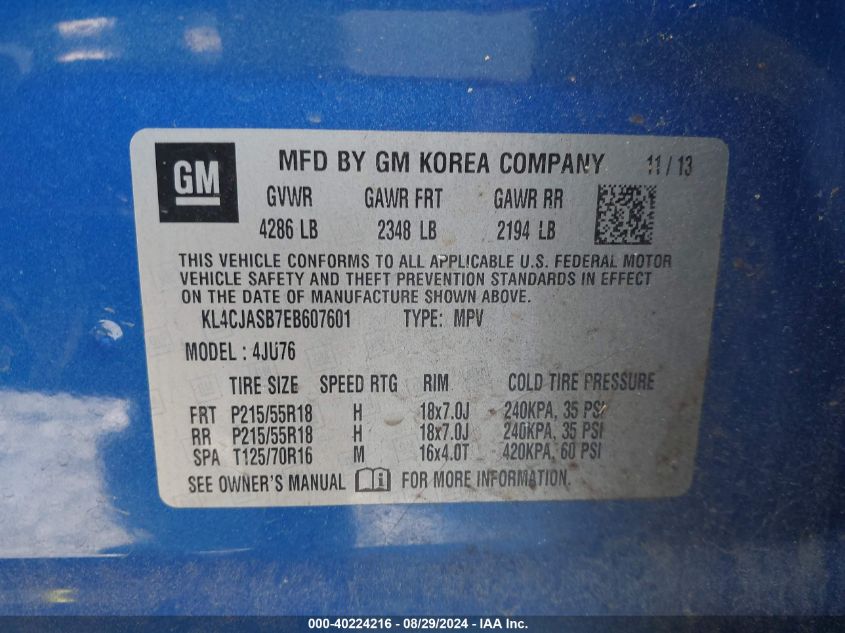 GM MFD BY GM KOREA COMPANY 11 / 13
GVWR GAWR FRT GAWR RR
4286 LB 2348 LB 2194 LB
THIS VEHICLE CONFORMS TO ALL APPLICABLE U.S. FEDERAL MOTOR
VEHICLE SAFETY AND THEFT PREVENTION STANDARDS IN EFFECT
ON THE DATE OF MANUFACTURE SHOWN ABOVE.
KL4CJASB7EB607601 TYPE: MPV
MODEL : 4JU76
TIRE SIZE SPEED RTG RIM COLD TIRE PRESSURE
FRT P215/55R18 H 18x7.0J 240KPA, 35 PSI
RR P215/55R18 H 18x7.0J 240KPA, 35 PSI
SPA T125/70R16 M 16x4.0T 420KPA, 60 PSI
SEE OWNER'S MANUAL FOR MORE INFORMATION.
000-40224216 - 08/29/2024 - IAAI Inc.